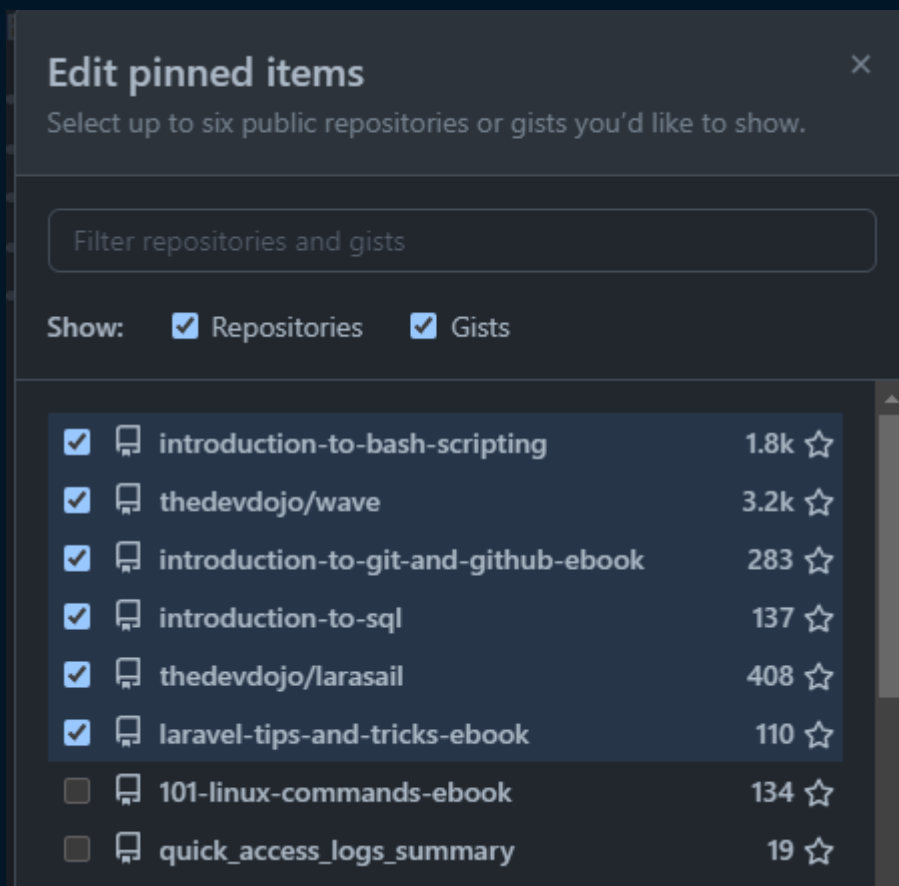 Edit pinned items
Select up to six public repositories or gists you’d like to show.
Filter repositories and gists
Show: Repositories Gists
introduction-to-bash-scripting 1.8k
thedevdojo/wave 3.2k
introduction-to-git-and-github-ebook 283
introduction-to-sql 137
thedevdojo/larasail 408
laravel-tips-and-tricks-ebook 110
101-linux-commands-ebook 134
quick_access_logs_summary 19